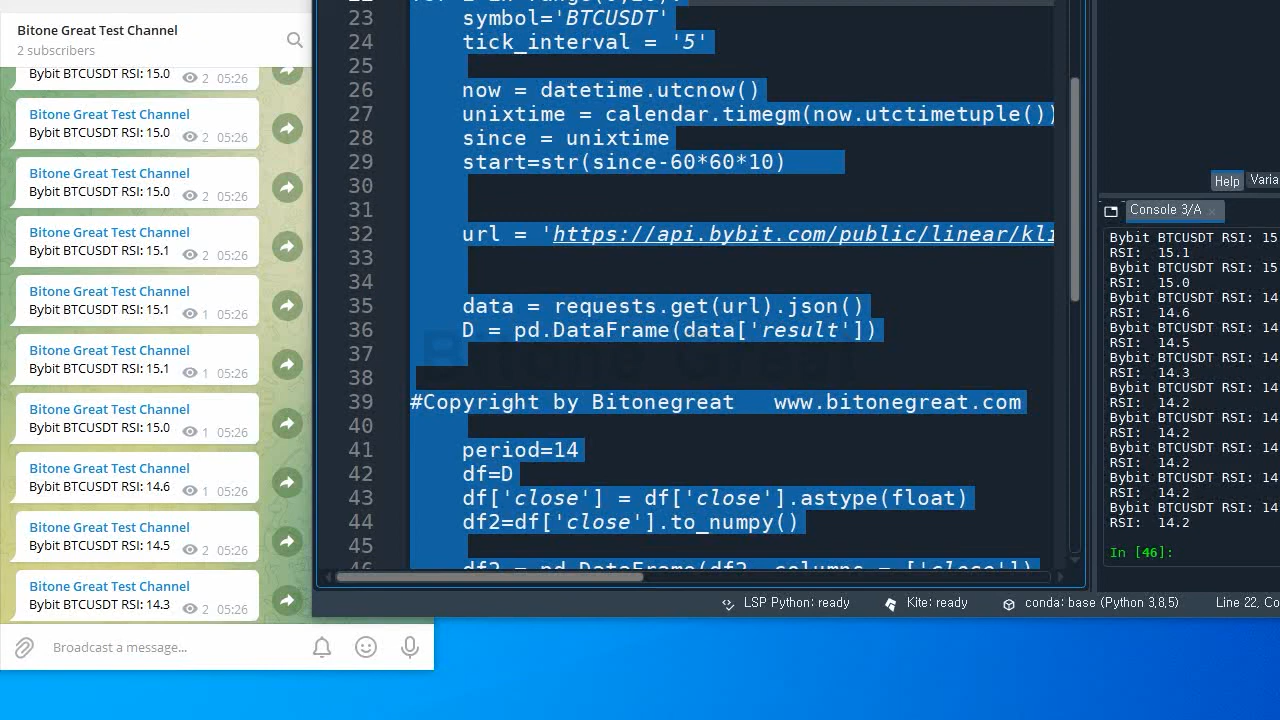 Bitone Great Test Channel
2 subscribers
Bybit BTCUSDT RSI: 15.0 2 05:26
Bitone Great Test Channel
Bybit BTCUSDT RSI: 15.0 2 05:26
Bitone Great Test Channel
Bybit BTCUSDT RSI: 15.0 2 05:26
Bitone Great Test Channel
Bybit BTCUSDT RSI: 15.1 2 05:26
Bitone Great Test Channel
Bybit BTCUSDT RSI: 15.1 1 05:26
Bitone Great Test Channel
Bybit BTCUSDT RSI: 15.1 1 05:26
Bitone Great Test Channel
Bybit BTCUSDT RSI: 15.0 1 05:26
Bitone Great Test Channel
Bybit BTCUSDT RSI: 14.6 1 05:26
Bitone Great Test Channel
Bybit BTCUSDT RSI: 14.5 2 05:26
Bitone Great Test Channel
Bybit BTCUSDT RSI: 14.3 2 05:26
Broadcast a message...
23 symbol='BTCUSDT'
24 tick_interval = '5'
25
26 now = datetime.utcnow()
27 unixtime = calendar.timegm(now.utctimetuple())
28 since = unixtime
29 start=str(since-60*60*10)
30
31
32 url = 'https://api.bybit.com/public/linear/kli
33
34
35 data = requests.get(url).json()
36 D = pd.DataFrame(data['result'])
37
38
39 #Copyright by Bitonegreat www.bitonegreat.com
40
41 period=14
42 df=D
43 df['close'] = df['close'].astype(float)
44 df2=df['close'].to_numpy()
45
46 df2 = pd.DataFrame(df2, columns = ['close'])
Bitone Great
LSP Python: ready
Kite: ready
conda: base (Python 3,8,5)
Line 22, Co
Help
Varia
Console 3/A
Bybit BTCUSDT RSI: 15
RSI: 15.1
Bybit BTCUSDT RSI: 15
RSI: 15.0
Bybit BTCUSDT RSI: 14
RSI: 14.6
Bybit BTCUSDT RSI: 14
RSI: 14.5
Bybit BTCUSDT RSI: 14
RSI: 14.3
Bybit BTCUSDT RSI: 14
RSI: 14.2
Bybit BTCUSDT RSI: 14
RSI: 14.2
Bybit BTCUSDT RSI: 14
RSI: 14.2
Bybit BTCUSDT RSI: 14
RSI: 14.2
Bybit BTCUSDT RSI: 14
RSI: 14.2
In [46]: